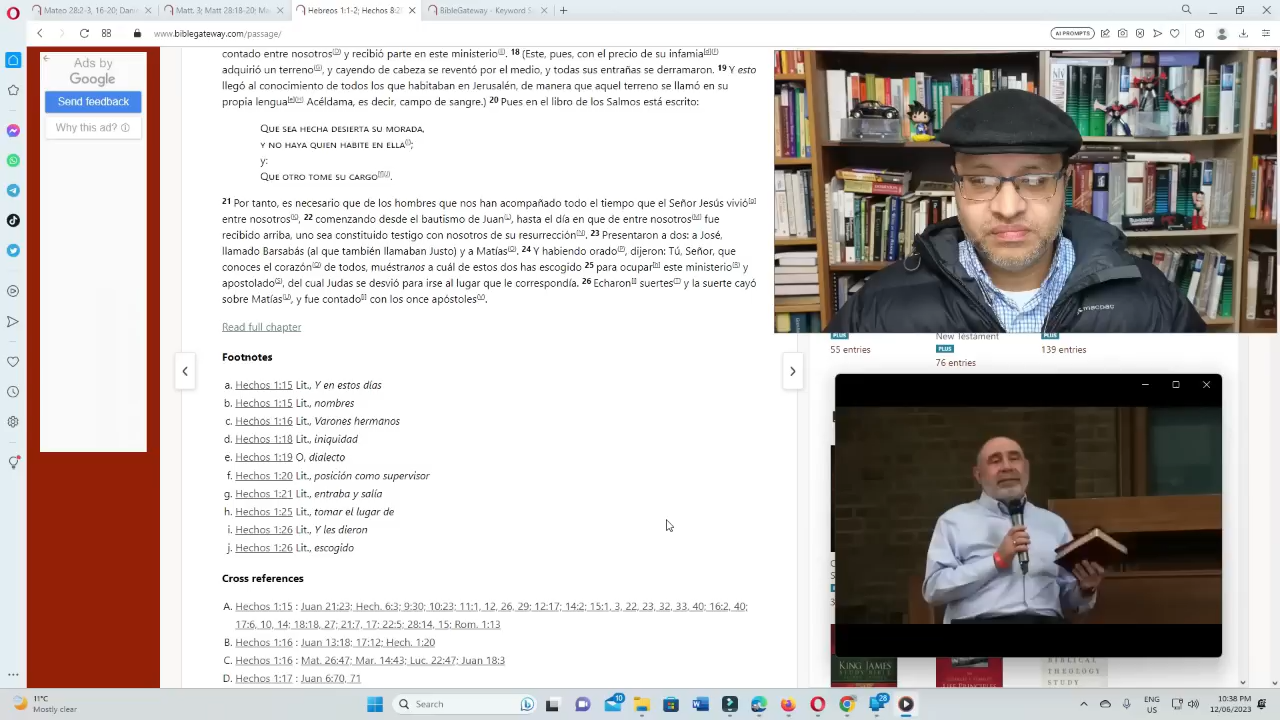 Mateo 28:2-3, 16-20; Daniel
Matt. 3; Matt 28:18-20; Me
Hebreos 1:1-2; Hechos 8:2
BibleGateway - Keyword S
www.biblegateway.com/passage/
AI PROMPTS
Ads by
Google
Send feedback
Why this ad?
contado entre nosotros[D] y recibió parte en este ministerio[E]. 18 (Este, pues, con el precio de su infamia[d][F]
adquirió un terreno[G], y cayendo de cabeza se reventó por el medio, y todas sus entrañas se derramaron. 19 Y esto
llegó al conocimiento de todos los que habitaban en Jerusalén, de manera que aquel terreno se llamó en su
propia lengua[e][H] Acéldama, es decir, campo de sangre.) 20 Pues en el libro de los Salmos está escrito:
Que sea hecha desierta su morada,
y no haya quien habite en ella[I];
y:
Que otro tome su cargo[f][J].
21 Por tanto, es necesario que de los hombres que nos han acompañado todo el tiempo que el Señor Jesús vivió[g]
entre nosotros[K], 22 comenzando desde el bautismo de Juan[L], hasta el día en que de entre nosotros[M] fue
recibido arriba, uno sea constituido testigo con nosotros de su resurrección[N]. 23 Presentaron a dos: a José,
llamado Barsabás (al que también llamaban Justo) y a Matías[O]. 24 Y habiendo orado[P], dijeron: Tú, Señor, que
conoces el corazón[Q] de todos, muéstranos a cuál de estos dos has escogido 25 para ocupar[h] este ministerio[R] y
apostolado[S], del cual Judas se desvió para irse al lugar que le correspondía. 26 Echaron[i] suertes[T] y la suerte cayó
sobre Matías[U], y fue contado[j] con los once apóstoles[V].
Read full chapter
Footnotes
a. Hechos 1:15 Lit., Y en estos días
b. Hechos 1:15 Lit., nombres
c. Hechos 1:16 Lit., Varones hermanos
d. Hechos 1:18 Lit., iniquidad
e. Hechos 1:19 O, dialecto
f. Hechos 1:20 Lit., posición como supervisor
g. Hechos 1:21 Lit., entraba y salía
h. Hechos 1:25 Lit., tomar el lugar de
i. Hechos 1:26 Lit., Y les dieron
j. Hechos 1:26 Lit., escogido
Cross references
A. Hechos 1:15 : Juan 21:23; Hech. 6:3; 9:30; 10:23; 11:1, 12, 26, 29; 12:17; 14:2; 15:1, 3, 22, 23, 32, 33, 40; 16:2, 40;
17:6, 10, 14; 18:18, 27; 21:7, 17; 22:5; 28:14, 15; Rom. 1:13
B. Hechos 1:16 : Juan 13:18; 17:12; Hech. 1:20
C. Hechos 1:16 : Mat. 26:47; Mar. 14:43; Luc. 22:47; Juan 18:3
D. Hechos 1:17 : Juan 6:70, 71
macbac
PLUS
55 entries
New Testament
PLUS
76 entries
PLUS
139 entries
KING JAMES
STUDY BIBLE
LIFE PRINCIPLES
BIBLICAL
THEOLOGY
STUDY
11°C
Mostly clear
Search
10
28
ENG
US
10:38 PM
12/06/2023